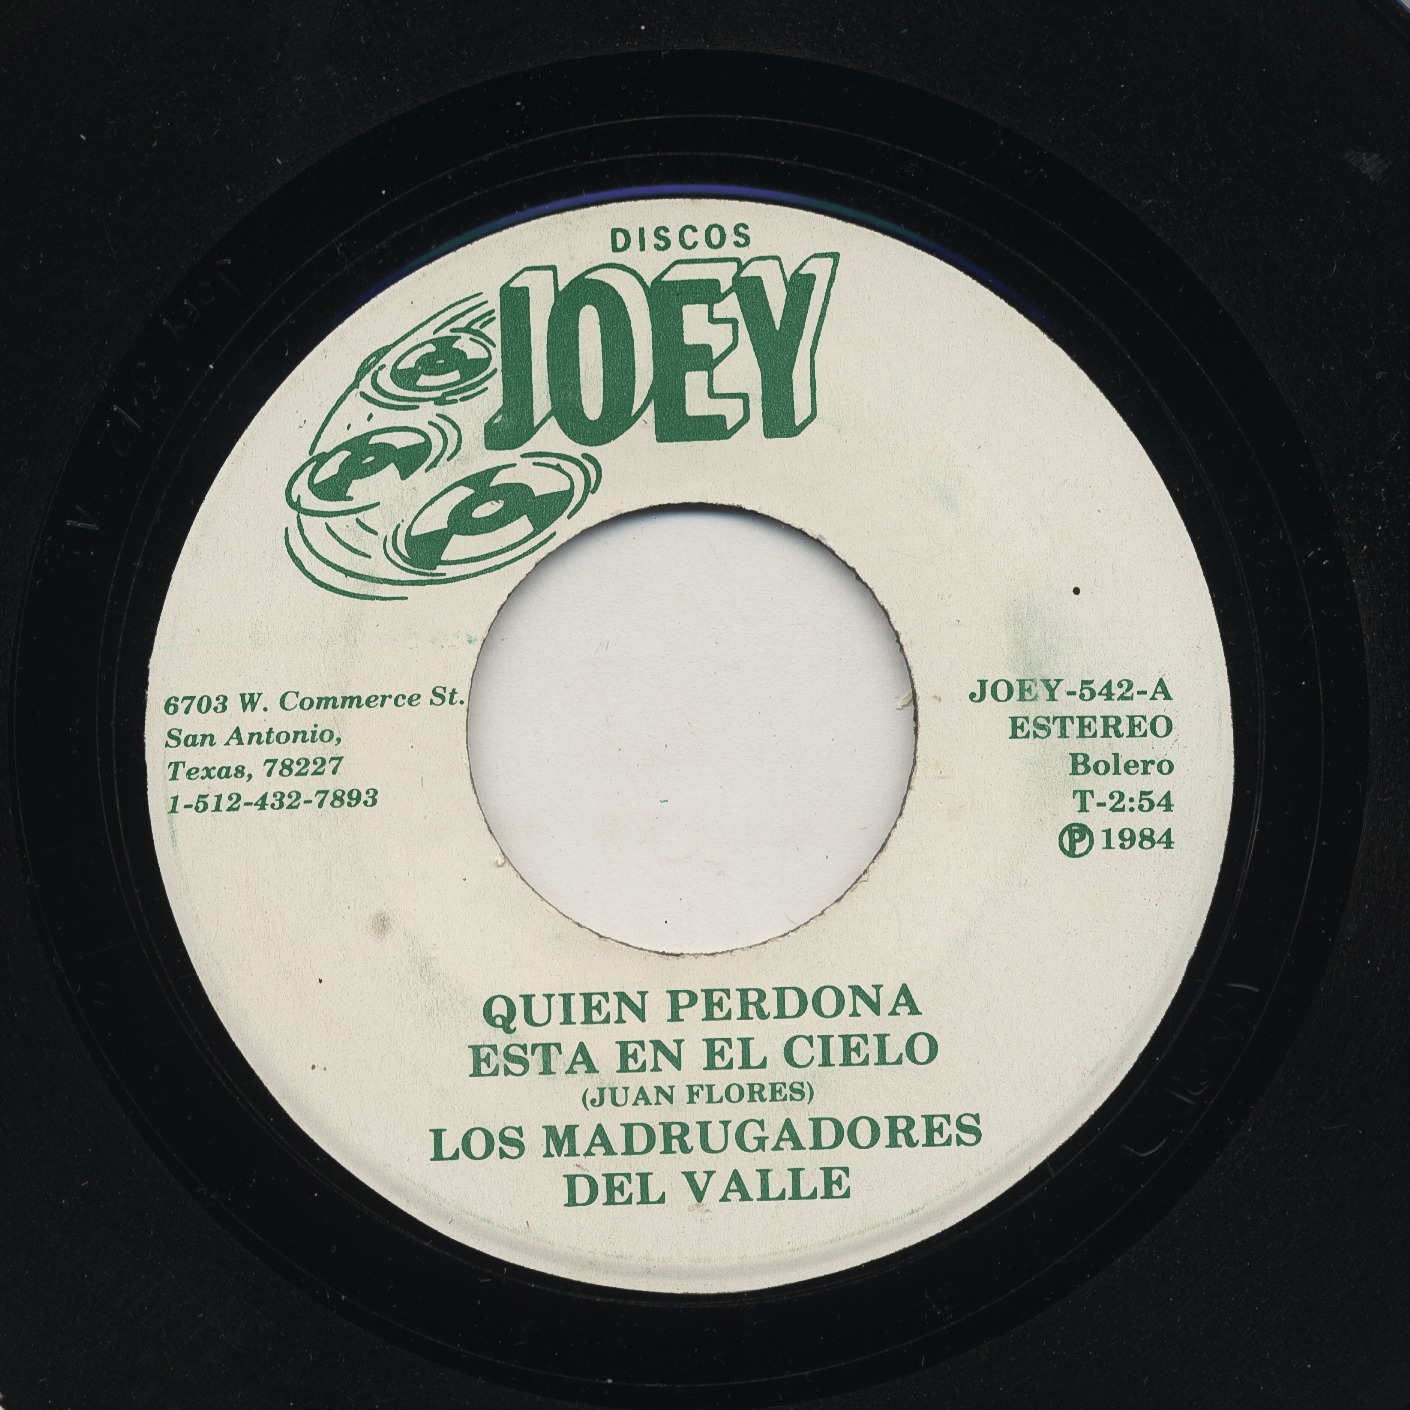 DISCOS
JOEY
6703 W. Commerce St.
San Antonio,
Texas, 78227
1-512-432-7893
JOEY-542-A
ESTEREO
Bolero
T-2:54
Ⓟ 1984
QUIEN PERDONA
ESTA EN EL CIELO
(JUAN FLORES)
LOS MADRUGADORES
DEL VALLE